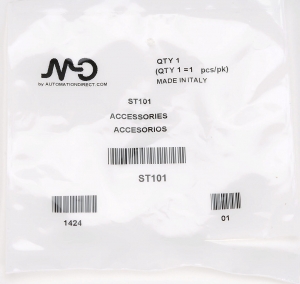 MD
by AUTOMATIONDIRECT.COM
QTY 1
(QTY 1 =1 pcs/pk)
MADE IN ITALY
ST101
ACCESSORIES
ACCESORIOS
ST101
1424
01